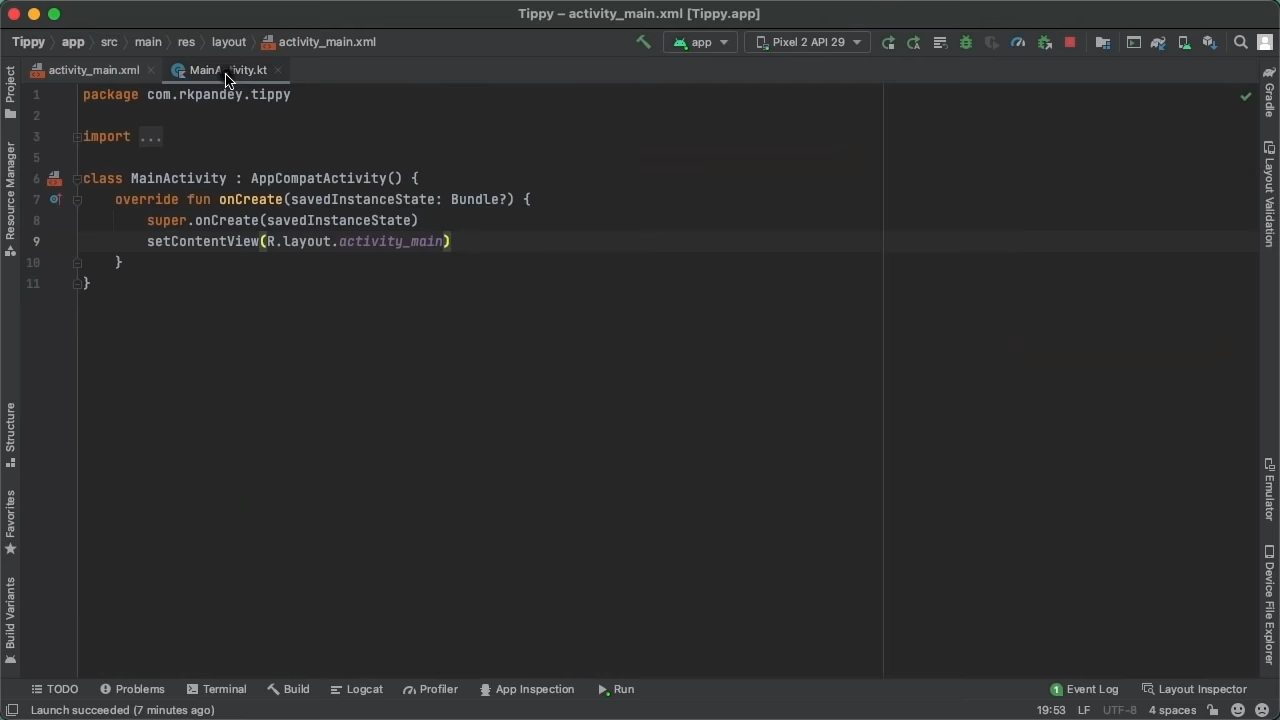 Tippy – activity_main.xml [Tippy.app]
Tippy app src main res layout activity_main.xml app Pixel 2 API 29
activity_main.xml MainActivity.kt
Project
Resource Manager
Structure
Favorites
Build Variants
1 package com.rkpandey.tippy
2
3 import ...
5
6 class MainActivity : AppCompatActivity() {
7 override fun onCreate(savedInstanceState: Bundle?) {
8 super.onCreate(savedInstanceState)
9 setContentView(R.layout.activity_main)
10 }
11 }
Gradle
Layout Validation
Emulator
Device File Explorer
TODO Problems Terminal Build Logcat Profiler App Inspection Run 1 Event Log Layout Inspector
Launch succeeded (7 minutes ago) 19:53 LF UTF-8 4 spaces